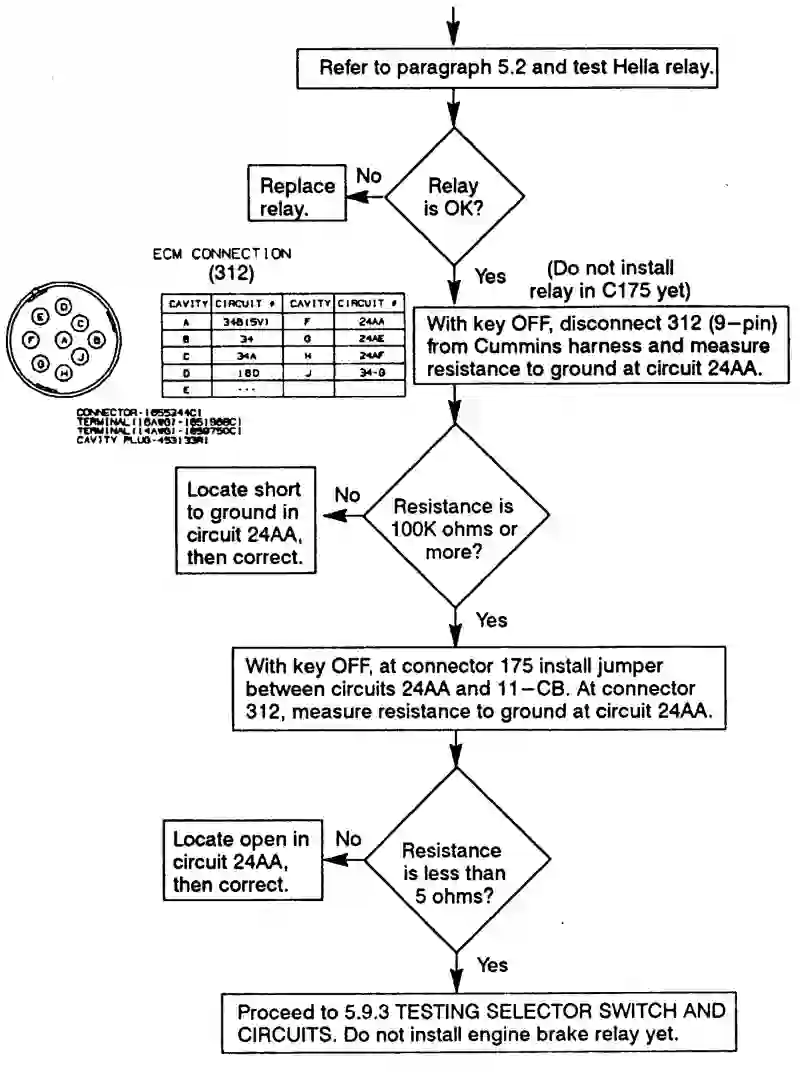 Refer to paragraph 5.2 and test Hella relay.
Relay
is OK?
No
Replace
relay.
Yes
(Do not install
relay in C175 yet)
ECM CONNECTION
(312)
CAVITY CIRCUIT # CAVITY CIRCUIT #
A 34B(5V) F 24AA
B 34 G 24AE
C 34A H 24AF
D 18D J 34-G
E ---
D
E C
F A B
G J
H
CONNECTOR-1655244C1
CAVITY PLUG-453133R1
With key OFF, disconnect 312 (9-pin)
from Cummins harness and measure
resistance to ground at circuit 24AA.
Resistance is
100K ohms or
more?
No
Locate short
to ground in
circuit 24AA,
then correct.
Yes
With key OFF, at connector 175 install jumper
between circuits 24AA and 11-CB. At connector
312, measure resistance to ground at circuit 24AA.
Resistance
is less than
5 ohms?
No
Locate open in
circuit 24AA,
then correct.
Yes
Proceed to 5.9.3 TESTING SELECTOR SWITCH AND
CIRCUITS. Do not install engine brake relay yet.